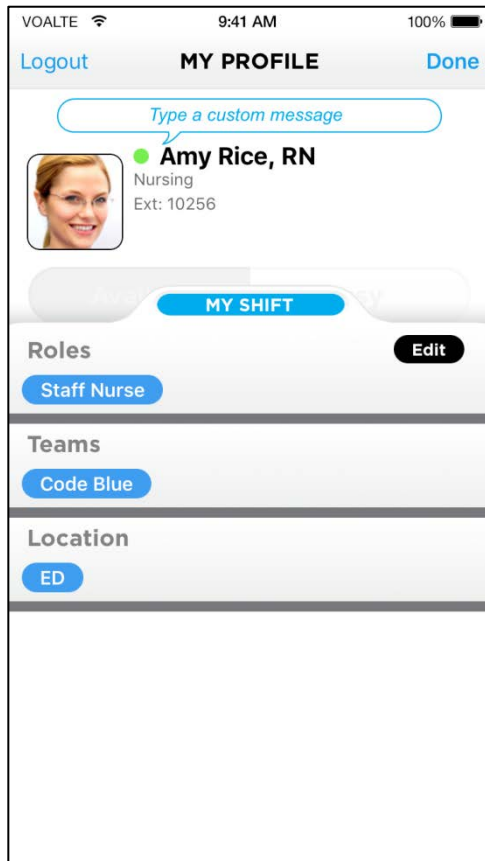 VOALTE 9:41 AM 100%
Logout MY PROFILE Done
Type a custom message
Amy Rice, RN
Nursing
Ext: 10256
MY SHIFT
Roles Edit
Staff Nurse
Teams
Code Blue
Location
ED